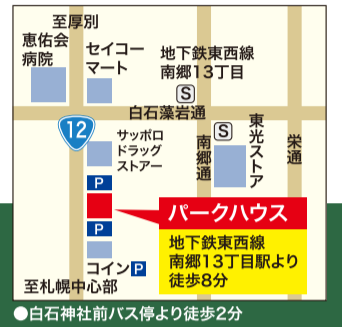 至厚別
恵佑会
病院
セイコー
マート
地下鉄東西線
南郷13丁目
S
白石藻岩通
12
サッポロ
ドラッグ
ストアー
南郷通
S
東光ストア
栄通
P
パークハウス
P
地下鉄東西線
南郷13丁目駅より
徒歩8分
コインP
至札幌中心部
●白石神社前バス停より徒歩2分